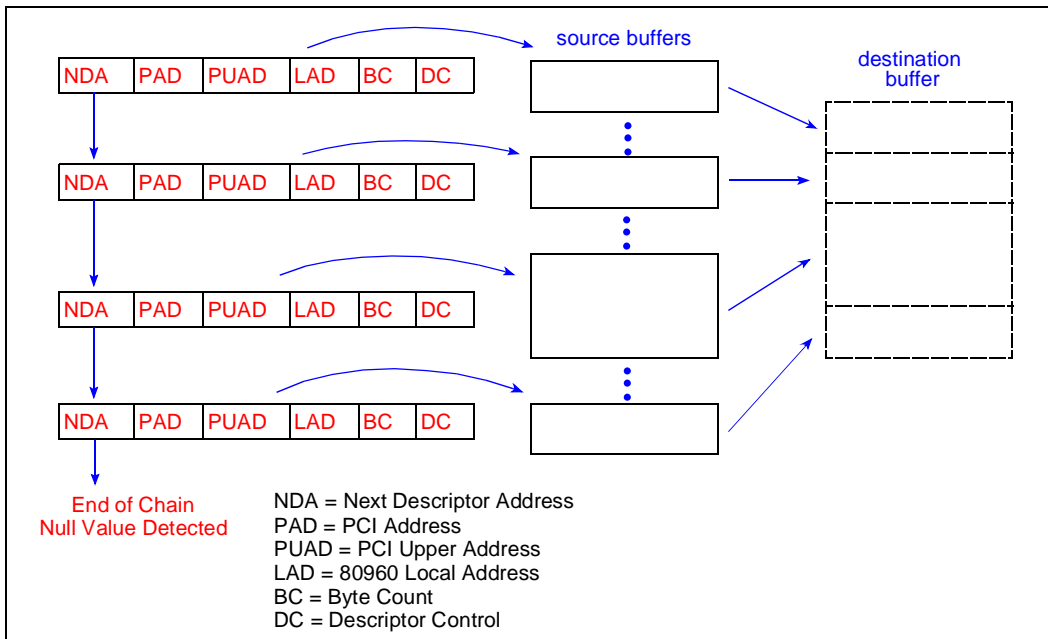 source buffers
destination
buffer
NDA PAD PUAD LAD BC DC
NDA PAD PUAD LAD BC DC
NDA PAD PUAD LAD BC DC
NDA PAD PUAD LAD BC DC
End of Chain
Null Value Detected
NDA = Next Descriptor Address
PAD = PCI Address
PUAD = PCI Upper Address
LAD = 80960 Local Address
BC = Byte Count
DC = Descriptor Control